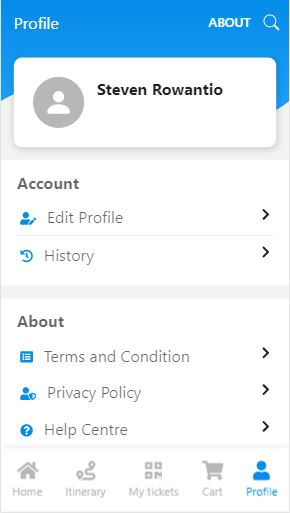 Profile ABOUT
Steven Rowantio
Account
Edit Profile
History
About
Terms and Condition
Privacy Policy
Help Centre
Home Itinerary My tickets Cart Profile